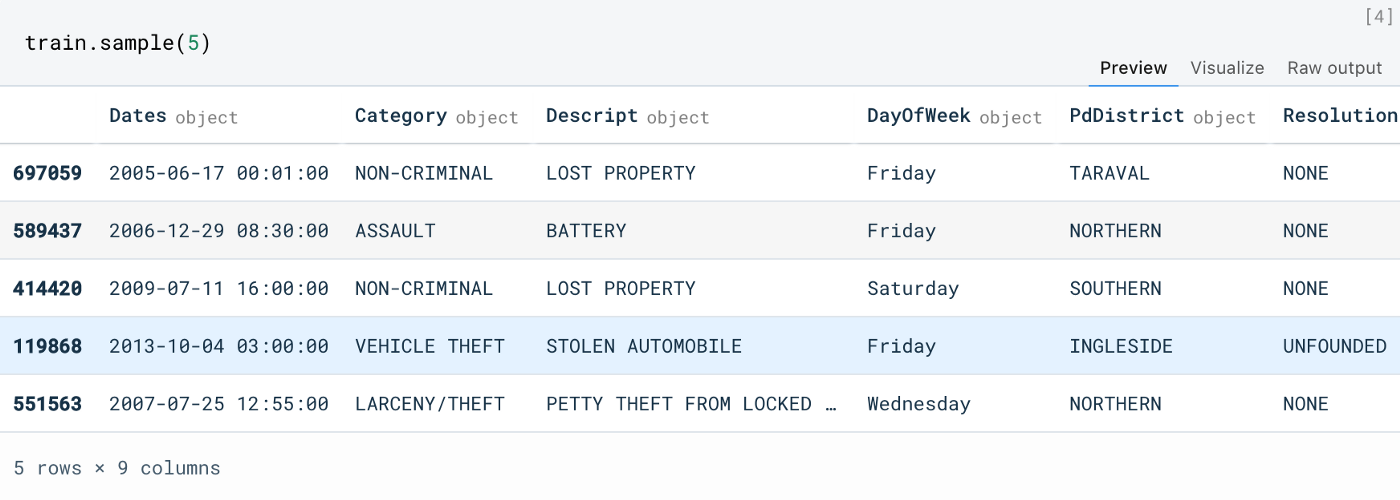 [4]
train.sample(5)
Preview Visualize Raw output
Dates object Category object Descript object DayOfWeek object PdDistrict object Resolution
697059 2005-06-17 00:01:00 NON-CRIMINAL LOST PROPERTY Friday TARAVAL NONE
589437 2006-12-29 08:30:00 ASSAULT BATTERY Friday NORTHERN NONE
414420 2009-07-11 16:00:00 NON-CRIMINAL LOST PROPERTY Saturday SOUTHERN NONE
119868 2013-10-04 03:00:00 VEHICLE THEFT STOLEN AUTOMOBILE Friday INGLESIDE UNFOUNDED
551563 2007-07-25 12:55:00 LARCENY/THEFT PETTY THEFT FROM LOCKED … Wednesday NORTHERN NONE
5 rows × 9 columns